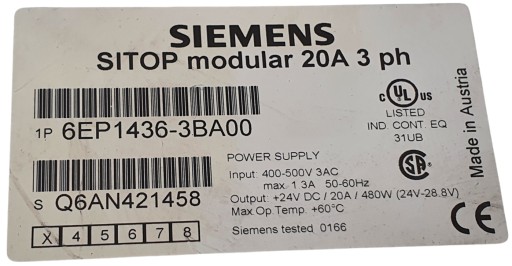 SIEMENS
SITOP modular 20A 3 ph
1P 6EP1436-3BA00
S Q6AN421458
X 4 5 6 7 8
POWER SUPPLY
Input: 400-500V 3AC
max. 1.3A 50-60Hz
Output: +24V DC / 20A / 480W (24V-28.8V)
Max.Op.Temp. +60°C
Siemens tested 0166
c UL us
LISTED
IND. CONT. EQ
31UB
SA
CE
Made in Austria